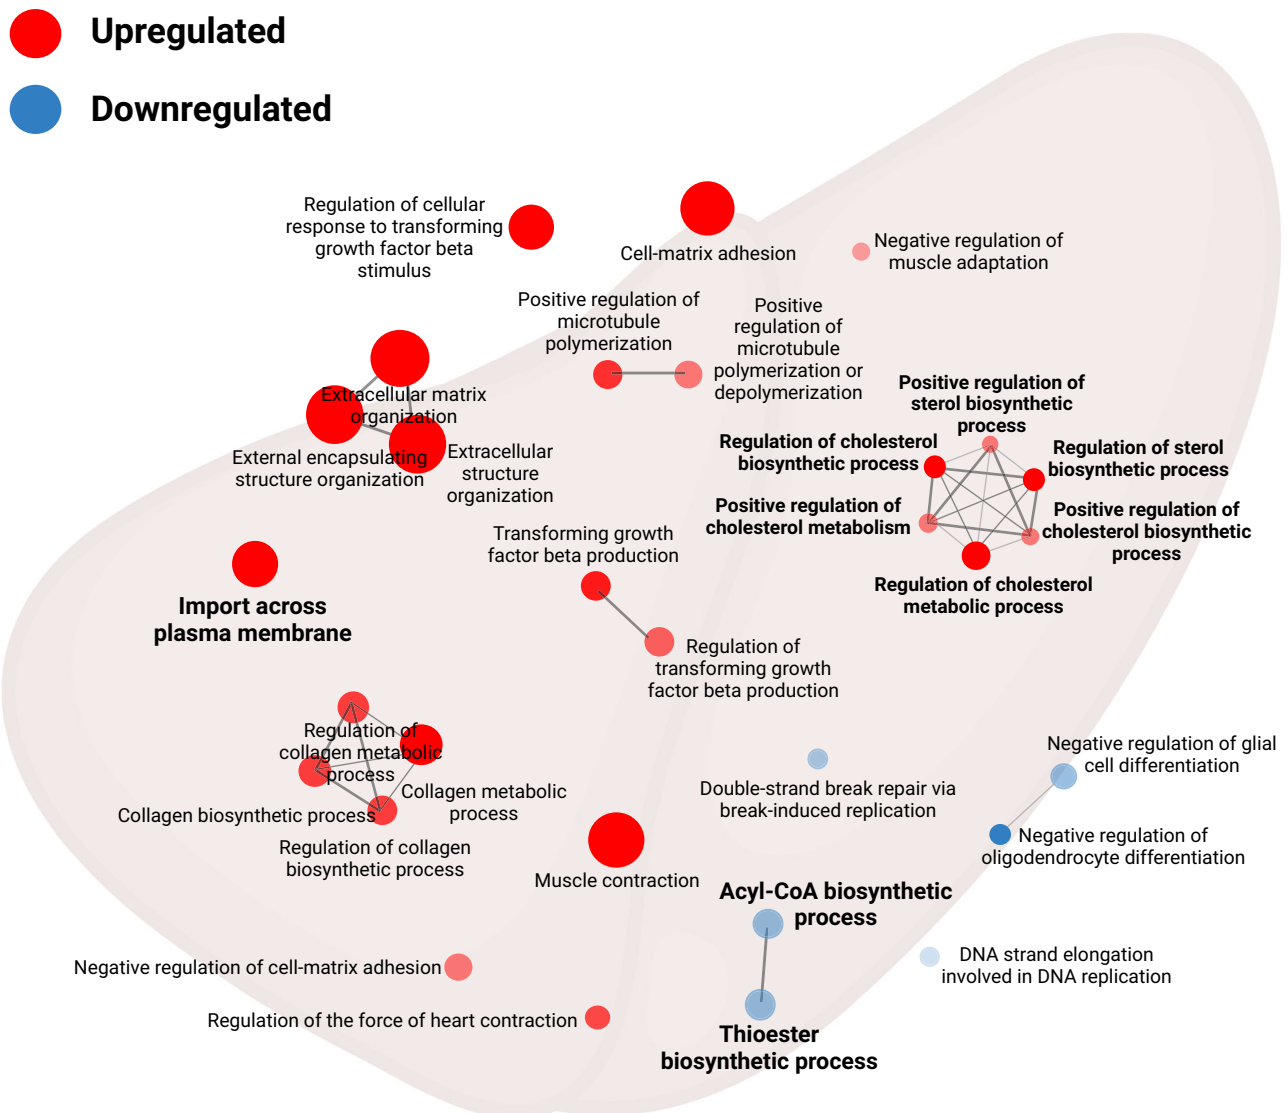 Upregulated
Downregulated
Regulation of cellular
response to transforming
growth factor beta
stimulus
Cell-matrix adhesion
Negative regulation of
muscle adaptation
Positive regulation of
microtubule
polymerization
Positive
regulation of
microtubule
polymerization or
depolymerization
Extracellular matrix
organization
External encapsulating
structure organization
Extracellular
structure
organization
Positive regulation of
sterol biosynthetic
process
Regulation of cholesterol
biosynthetic process
Regulation of sterol
biosynthetic process
Positive regulation of
cholesterol metabolism
Positive regulation of
cholesterol biosynthetic
process
Regulation of cholesterol
metabolic process
Transforming growth
factor beta production
Regulation of
transforming growth
factor beta production
Import across
plasma membrane
Regulation of
collagen metabolic
process
Collagen metabolic
process
Collagen biosynthetic process
Regulation of collagen
biosynthetic process
Muscle contraction
Double-strand break repair via
break-induced replication
Negative regulation of glial
cell differentiation
Negative regulation of
oligodendrocyte differentiation
Acyl-CoA biosynthetic
process
Thioester
biosynthetic process
DNA strand elongation
involved in DNA replication
Negative regulation of cell-matrix adhesion
Regulation of the force of heart contraction